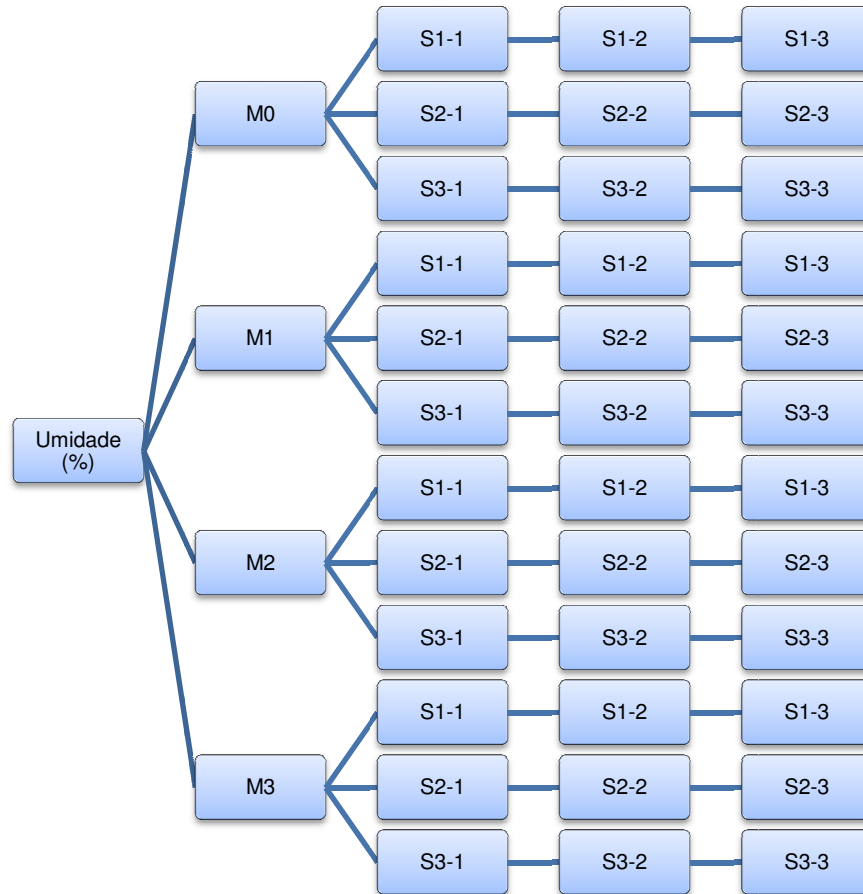 S1-1 S1-2 S1-3
M0
S2-1 S2-2 S2-3
S3-1 S3-2 S3-3
S1-1 S1-2 S1-3
M1
S2-1 S2-2 S2-3
S3-1 S3-2 S3-3
Umidade
(%)
S1-1 S1-2 S1-3
M2
S2-1 S2-2 S2-3
S3-1 S3-2 S3-3
S1-1 S1-2 S1-3
M3
S2-1 S2-2 S2-3
S3-1 S3-2 S3-3